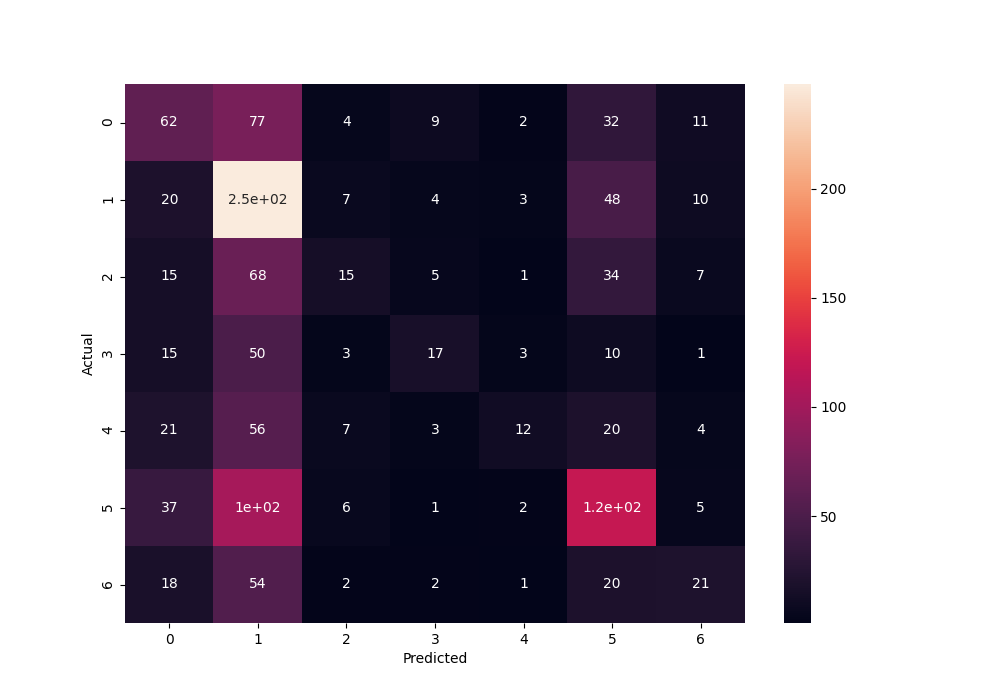 0 62 77 4 9 2 32 11
1 20 2.5e+02 7 4 3 48 10
2 15 68 15 5 1 34 7
3 15 50 3 17 3 10 1
4 21 56 7 3 12 20 4
5 37 1e+02 6 1 2 1.2e+02 5
6 18 54 2 2 1 20 21
0 1 2 3 4 5 6
Predicted
Actual
200
150
100
50